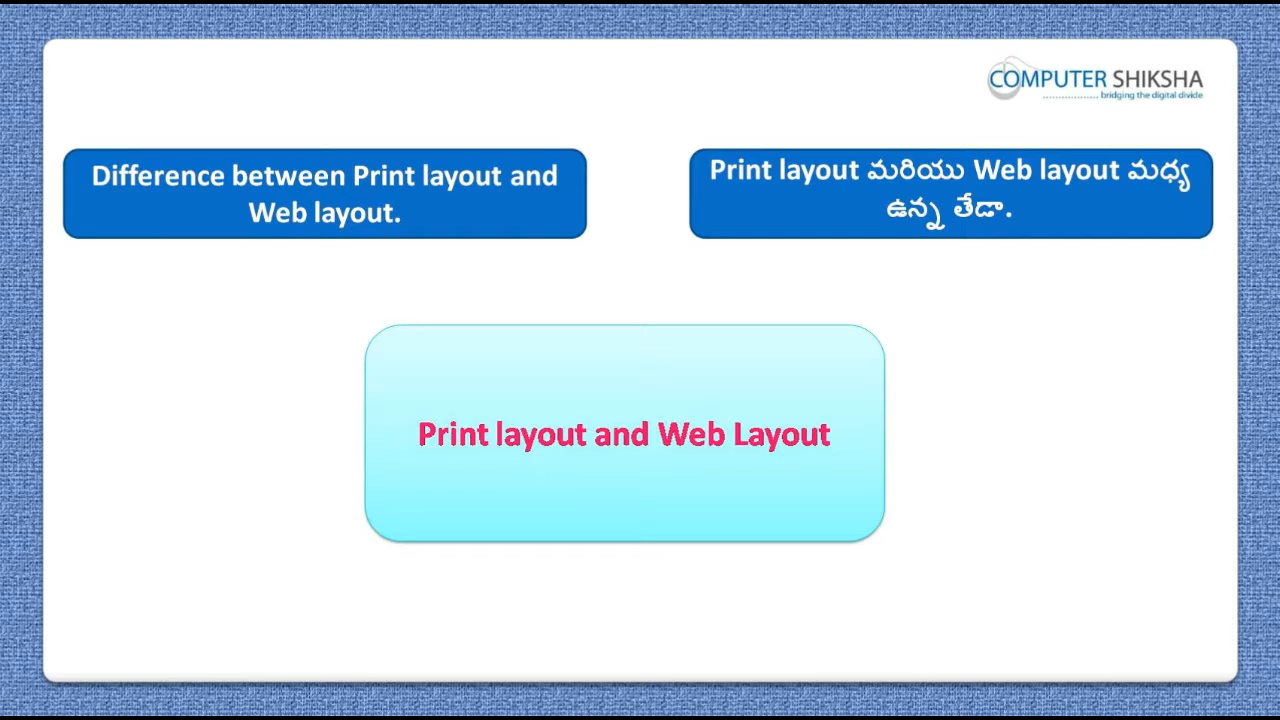 COMPUTER SHIKSHA
bridging the digital divide
Difference between Print layout and
Web layout.
Print layout మరియు Web layout మధ్య
ఉన్న తేడా.
Print layout and Web Layout